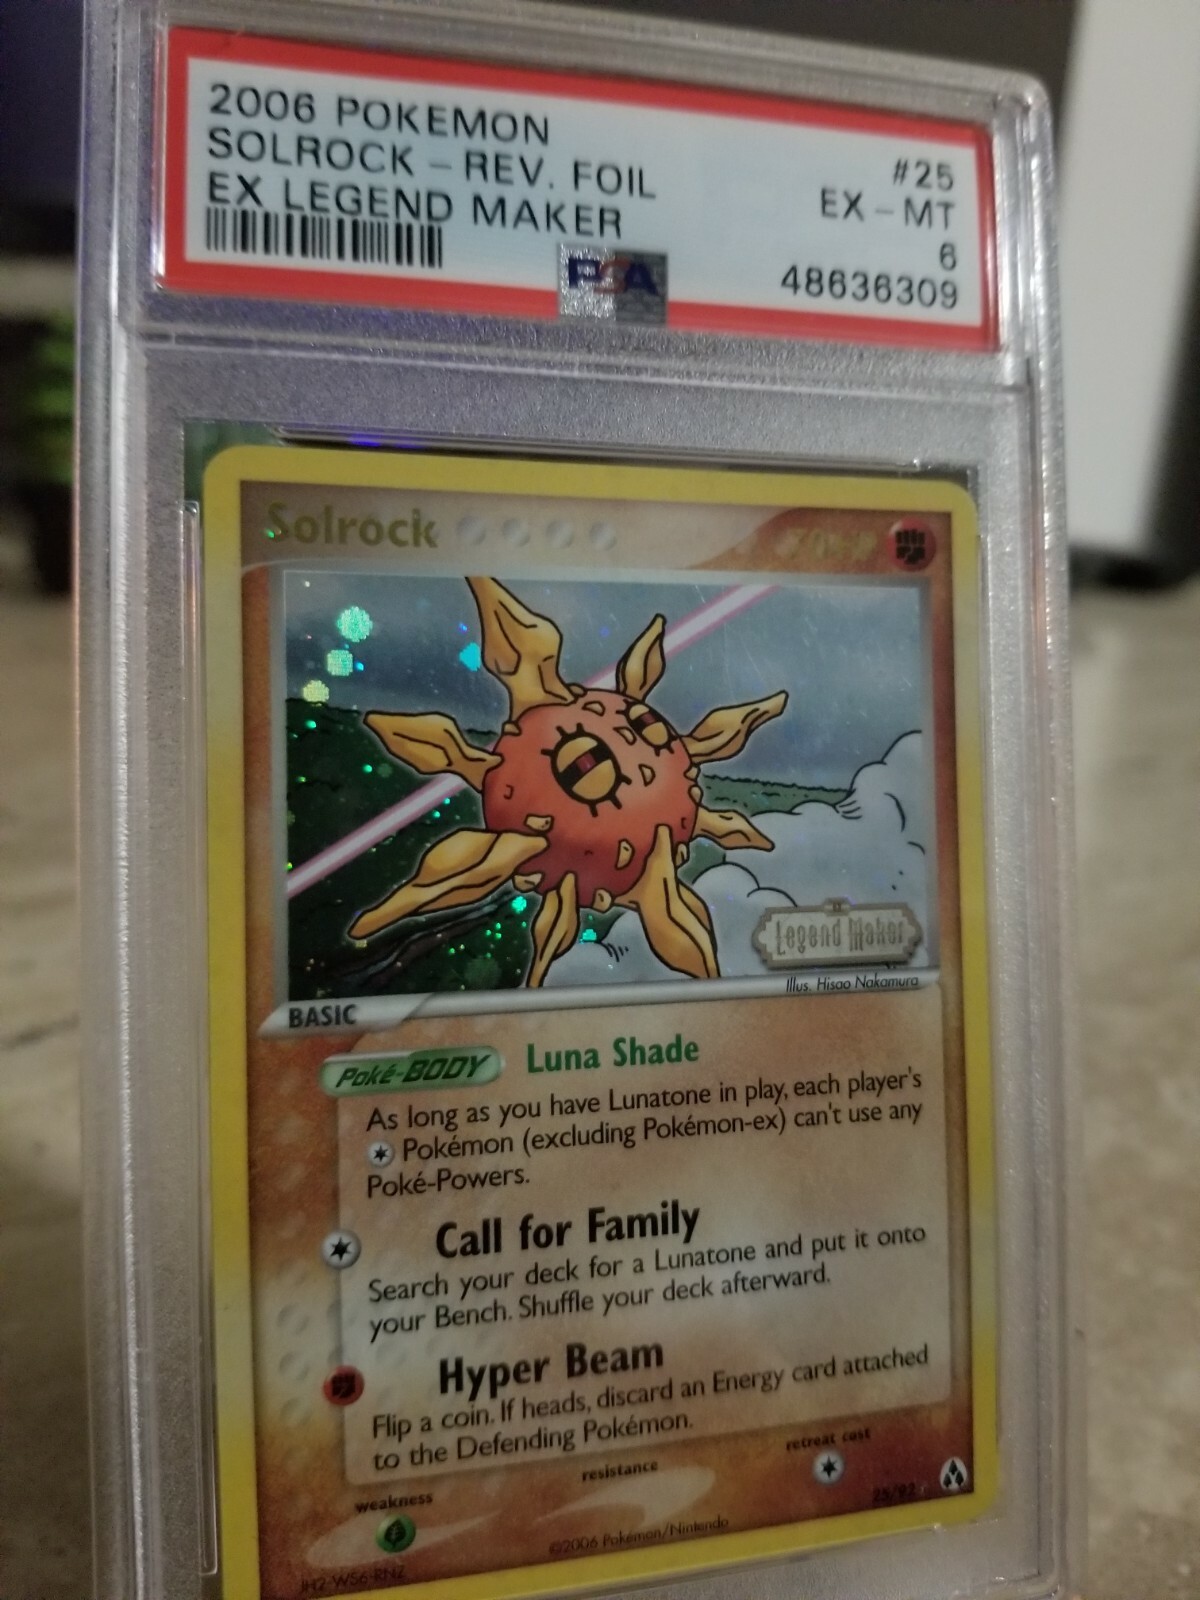 2006 POKEMON
SOLROCK - REV. FOIL
EX LEGEND MAKER
#25
EX - MT
6
48636309
PSA
Solrock
Legend Maker
Illus. Hisao Nakamura
BASIC
Poké-BODY Luna Shade
As long as you have Lunatone in play, each player's
Pokémon (excluding Pokémon-ex) can't use any
Poké-Powers.
Call for Family
Search your deck for a Lunatone and put it onto
your Bench. Shuffle your deck afterward.
Hyper Beam
Flip a coin. If heads, discard an Energy card attached
to the Defending Pokémon.
weakness
resistance
retreat cost
25/92
©2006 Pokémon/Nintendo